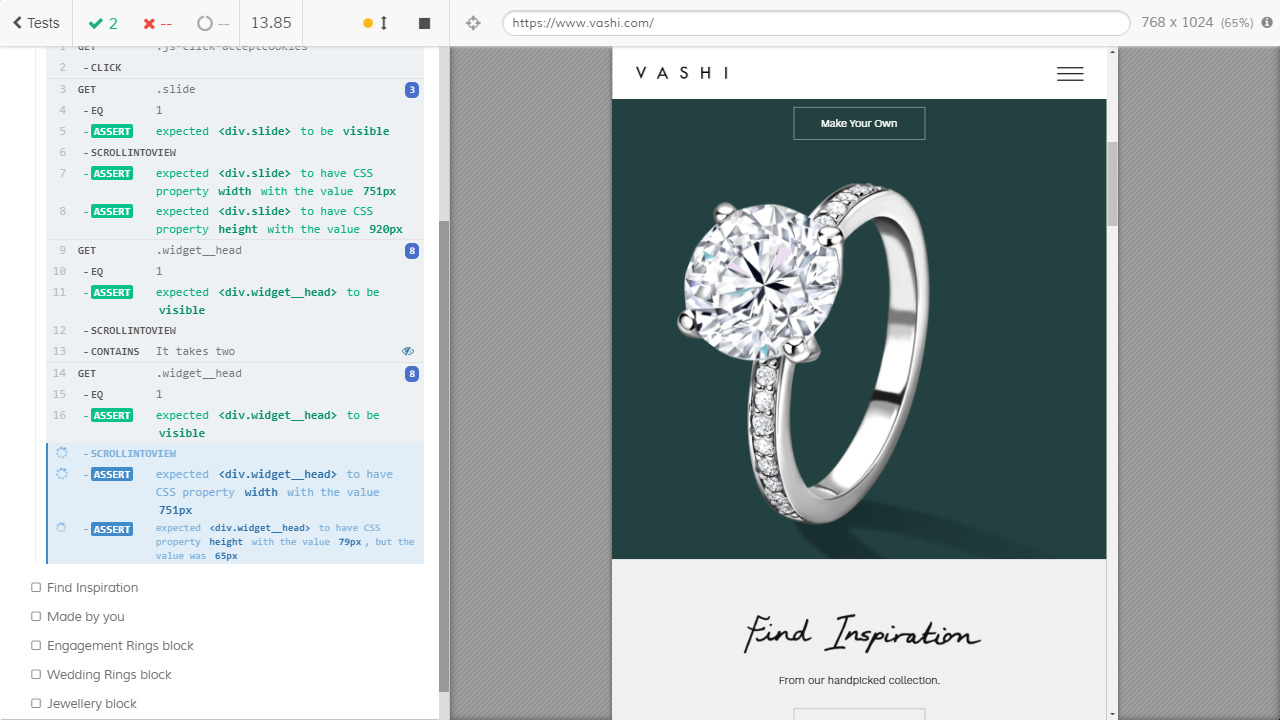 Tests
2
--
--
13.85
https://www.vashi.com/
768 x 1024 (65%)
1 GET .js-click-acceptCookies
2 - CLICK
3 GET .slide 3
4 - EQ 1
5 - ASSERT expected <div.slide> to be visible
6 - SCROLLINTOVIEW
7 - ASSERT expected <div.slide> to have CSS
property width with the value 751px
8 - ASSERT expected <div.slide> to have CSS
property height with the value 920px
9 GET .widget__head 8
10 - EQ 1
11 - ASSERT expected <div.widget__head> to be
visible
12 - SCROLLINTOVIEW
13 - CONTAINS It takes two
14 GET .widget__head 8
15 - EQ 1
16 - ASSERT expected <div.widget__head> to be
visible
- SCROLLINTOVIEW
- ASSERT expected <div.widget__head> to have
CSS property width with the value
751px
- ASSERT expected <div.widget__head> to have CSS
property height with the value 79px, but the
value was 65px
Find Inspiration
Made by you
Engagement Rings block
Wedding Rings block
Jewellery block
VASHI
Make Your Own
Find Inspiration
From our handpicked collection.